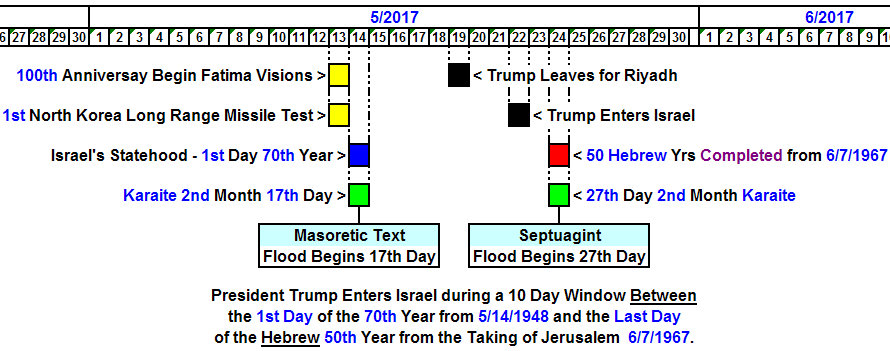 5/2017 6/2017
6 27 28 29 30 1 2 3 4 5 6 7 8 9 10 11 12 13 14 15 16 17 18 19 20 21 22 23 24 25 26 27 28 29 30 1 2 3 4 5 6 7 8 9 10
100th Anniversay Begin Fatima Visions > < Trump Leaves for Riyadh
1st North Korea Long Range Missile Test > < Trump Enters Israel
Israel's Statehood - 1st Day 70th Year > < 50 Hebrew Yrs Completed from 6/7/1967
Karaite 2nd Month 17th Day > < 27th Day 2nd Month Karaite
Masoretic Text Septuagint
Flood Begins 17th Day Flood Begins 27th Day
President Trump Enters Israel during a 10 Day Window Between
the 1st Day of the 70th Year from 5/14/1948 and the Last Day
of the Hebrew 50th Year from the Taking of Jerusalem 6/7/1967.